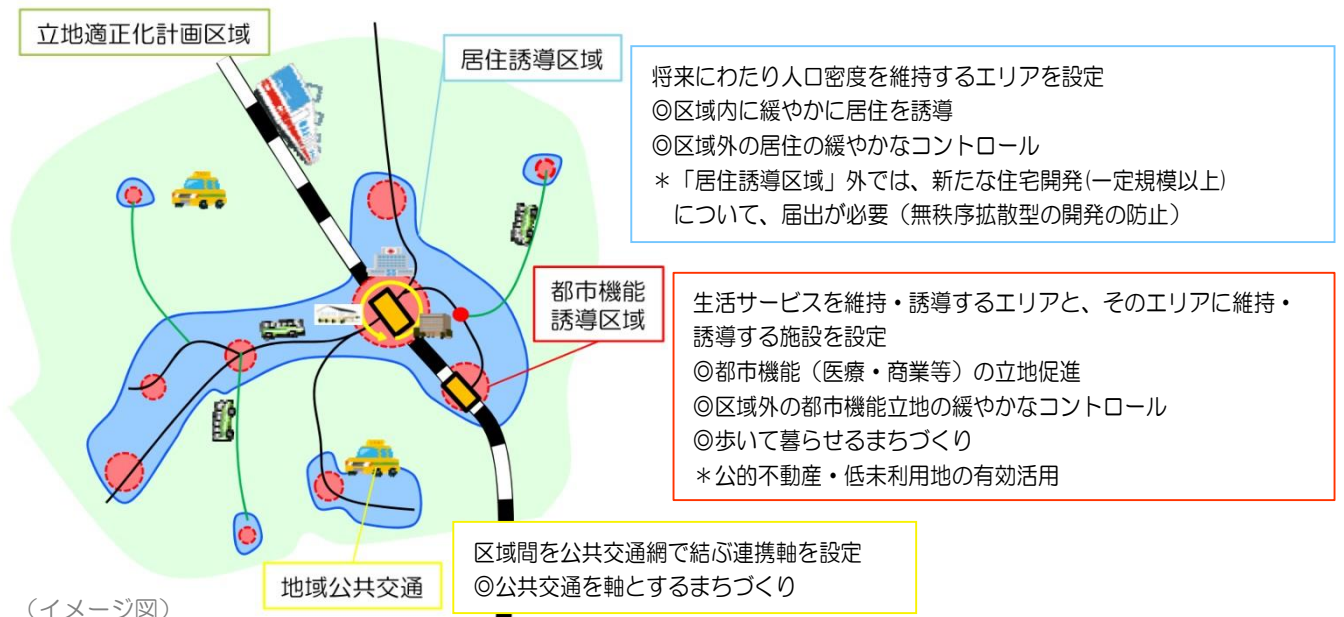 立地適正化計画区域
居住誘導区域
将来にわたり人口密度を維持するエリアを設定
◎区域内に緩やかに居住を誘導
◎区域外の居住の緩やかなコントロール
＊「居住誘導区域」外では、新たな住宅開発(一定規模以上)
について、届出が必要（無秩序拡散型の開発の防止）
都市機能
誘導区域
生活サービスを維持・誘導するエリアと、そのエリアに維持・
誘導する施設を設定
◎都市機能（医療・商業等）の立地促進
◎区域外の都市機能立地の緩やかなコントロール
◎歩いて暮らせるまちづくり
＊公的不動産・低未利用地の有効活用
地域公共交通
区域間を公共交通網で結ぶ連携軸を設定
◎公共交通を軸とするまちづくり
（イメージ図）